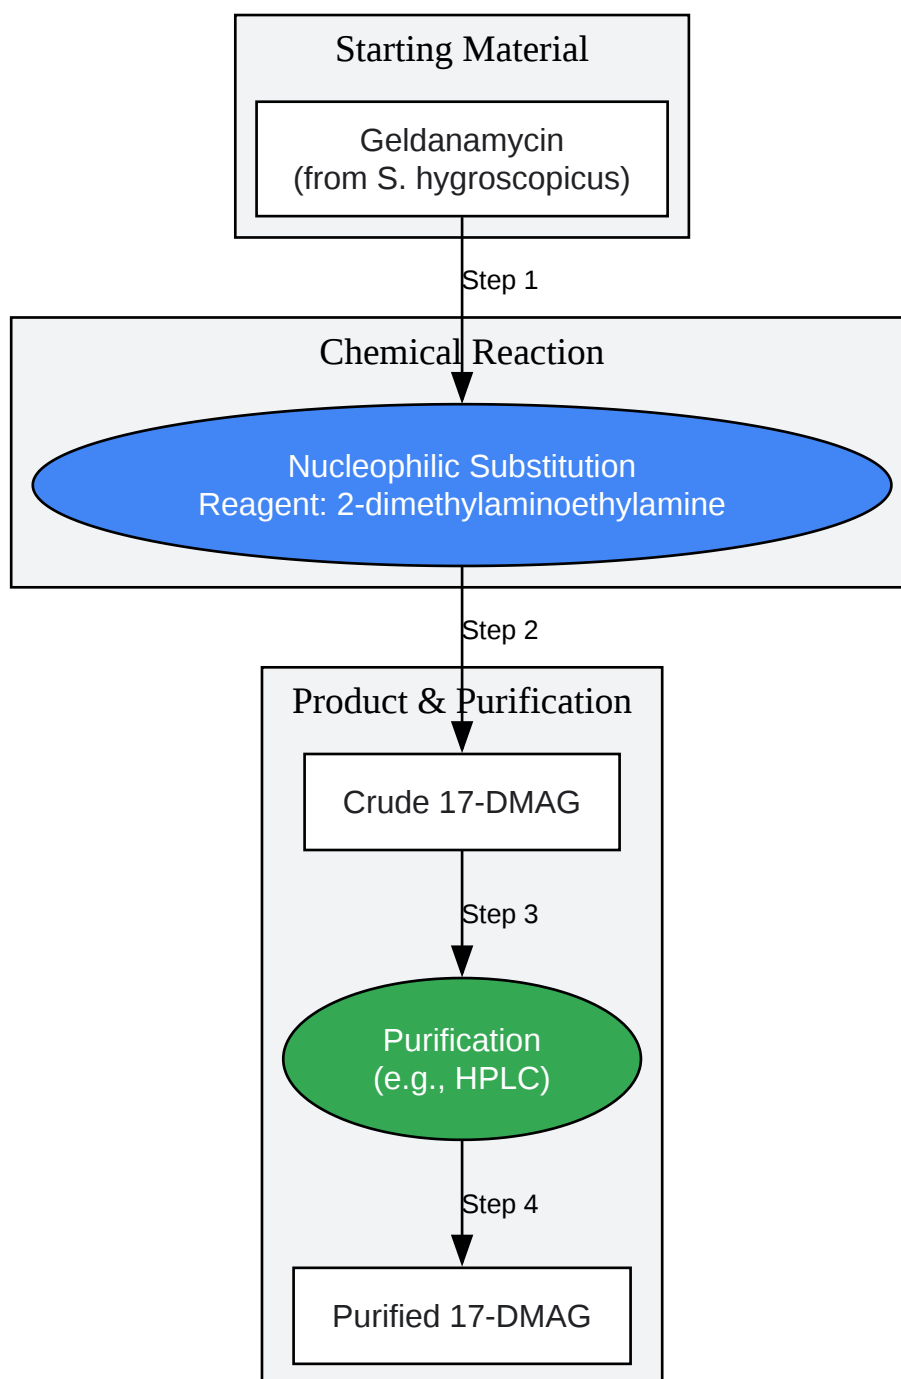 Starting Material
Geldanamycin
(from S. hygroscopicus)
Step 1
Chemical Reaction
Nucleophilic Substitution
Reagent: 2-dimethylaminoethylamine
Step 2
Product & Purification
Crude 17-DMAG
Step 3
Purification
(e.g., HPLC)
Step 4
Purified 17-DMAG